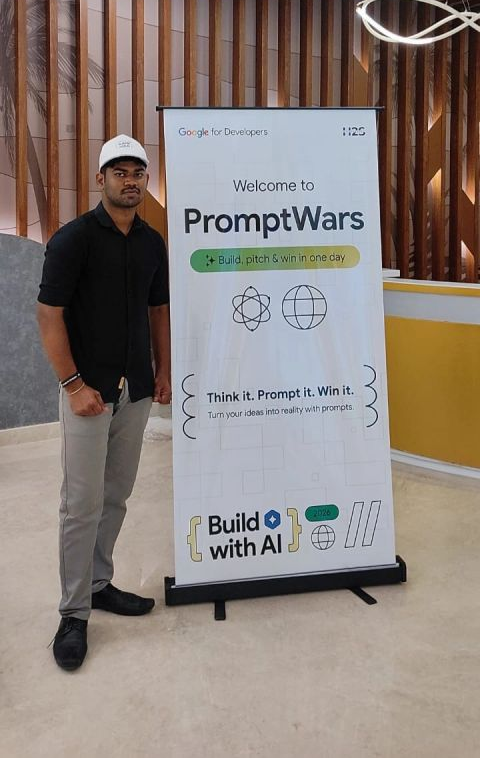 Google for Developers
H2S
Welcome to
PromptWars
Build, pitch & win in one day
Think it. Prompt it. Win it.
Turn your ideas into reality with prompts.
Build
with AI
2026